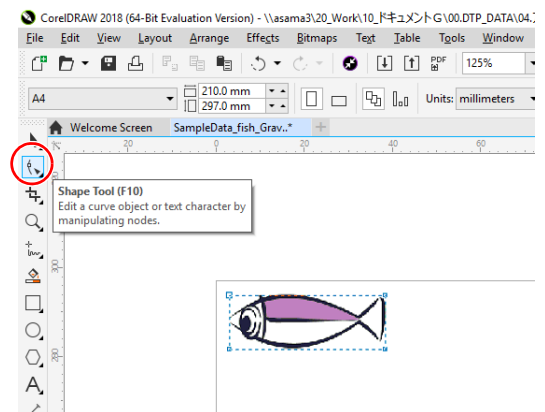 CorelDRAW 2018 (64-Bit Evaluation Version) - \\asama3\20_Work\10_ドキュメントG\00.DTP_DATA\04.
File Edit View Layout Arrange Effects Bitmaps Text Table Tools Window
PDF 125%
A4 210.0 mm 297.0 mm Units: millimeters
Welcome Screen SampleData_fish_Grav..* +
20 0 20 40 60
Shape Tool (F10)
Edit a curve object or text character by
manipulating nodes.
300
280
A